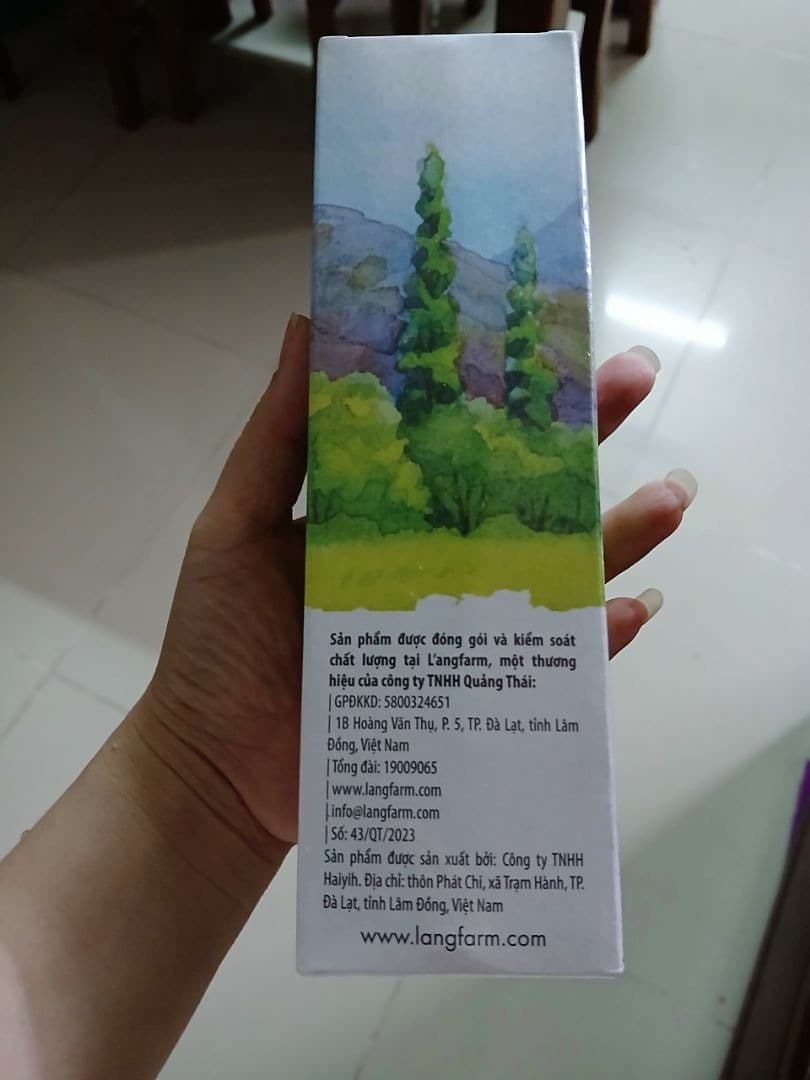 Sản phẩm được đóng gói và kiểm soát
chất lượng tại L'angfarm, một thương
hiệu của công ty TNHH Quảng Thái:
| GPĐKKD: 5800324651
| 1B Hoàng Văn Thụ, P. 5, TP. Đà Lạt, tỉnh Lâm
Đồng, Việt Nam
| Tổng đài: 19009065
| www.langfarm.com
| info@langfarm.com
| Số: 43/QT/2023
Sản phẩm được sản xuất bởi: Công ty TNHH
Haiyih. Địa chỉ: thôn Phát Chi, xã Trạm Hành, TP.
Đà Lạt, tỉnh Lâm Đồng, Việt Nam
www.langfarm.com